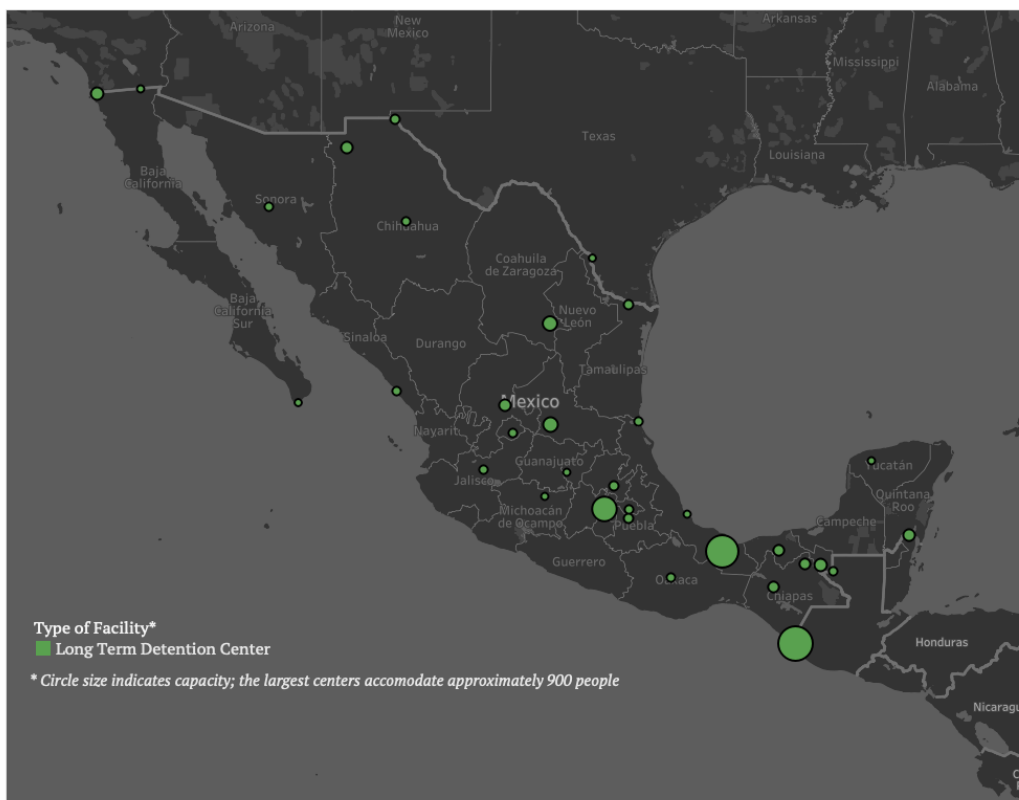 Arizona
New
Mexico
Arkansas
Mississippi
Alabama
Texas
Louisiana
Baja
California
Sonora
Chihuahua
Coahuila
de Zaragoza
Baja
California
Sur
Nuevo
León
Sinaloa
Durango
Tamaulipas
Mexico
Nayarit
Guanajuato
Jalisco
Yucatán
Quintana
Roo
Michoacán
de Ocampo
Puebla
Campeche
Guerrero
Oaxaca
Chiapas
Type of Facility*
Long Term Detention Center
* Circle size indicates capacity; the largest centers accomodate approximately 900 people
Honduras
Nicaragu